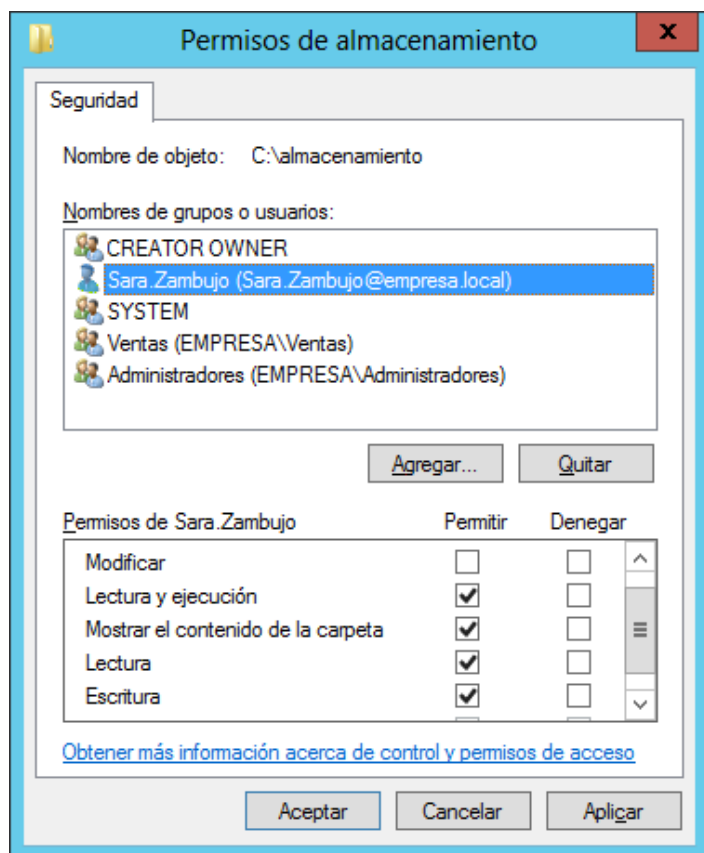 Permisos de almacenamiento
x
Seguridad
Nombre de objeto: C:\almacenamiento
Nombres de grupos o usuarios:
CREATOR OWNER
Sara.Zambujo (Sara.Zambujo@empresa.local)
SYSTEM
Ventas (EMPRESA\Ventas)
Administradores (EMPRESA\Administradores)
Agregar... Quitar
Permisos de Sara.Zambujo Permitir Denegar
Modificar
Lectura y ejecución
Mostrar el contenido de la carpeta
Lectura
Escritura
Obtener más información acerca de control y permisos de acceso
Aceptar Cancelar Aplicar